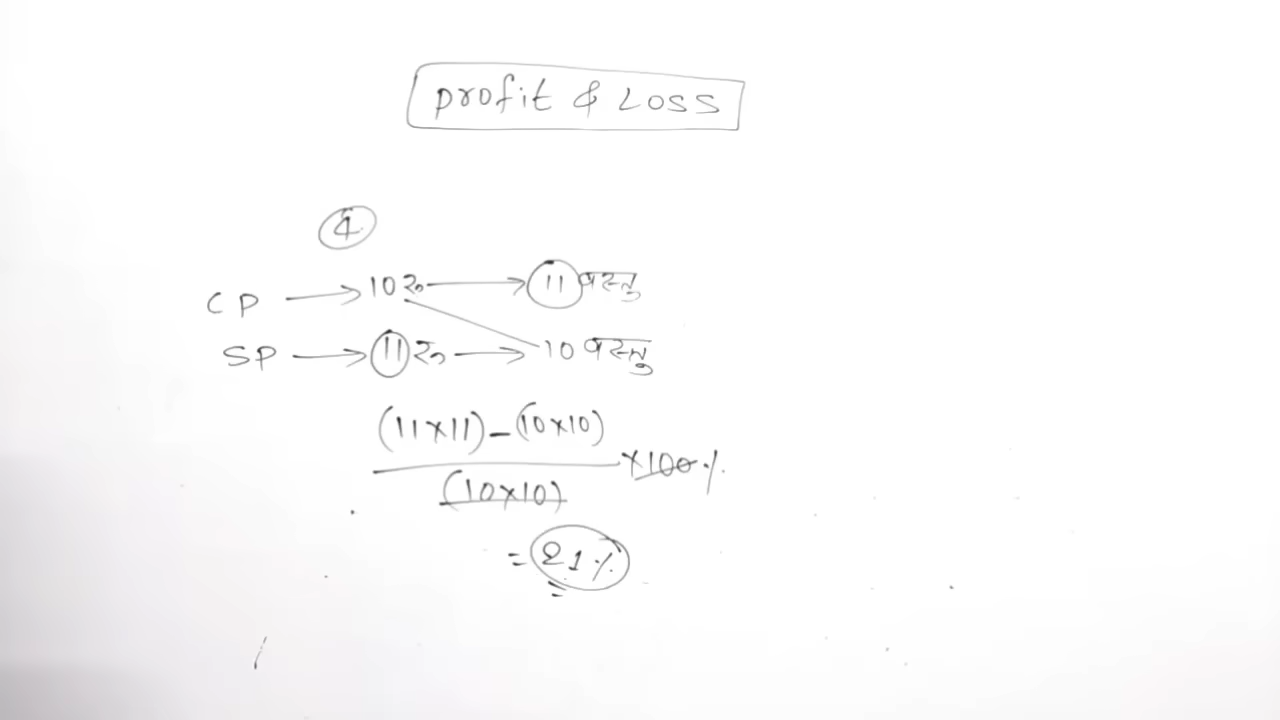 profit & Loss
4
CP → 10 रु → 11 वस्तु
SP → 11 रु → 10 वस्तु
(11×11)-(10×10)
(10×10)
×100%
= 21%